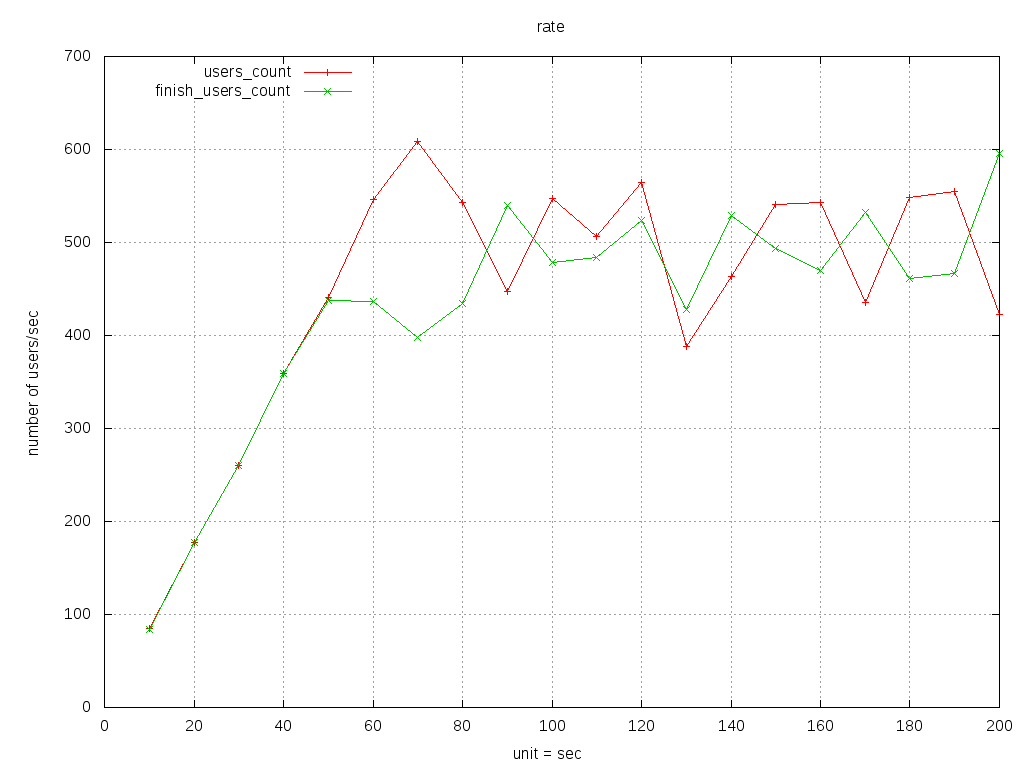 rate
users_count
finish_users_count
700
600
500
400
300
200
100
0
number of users/sec
0 20 40 60 80 100 120 140 160 180 200
unit = sec